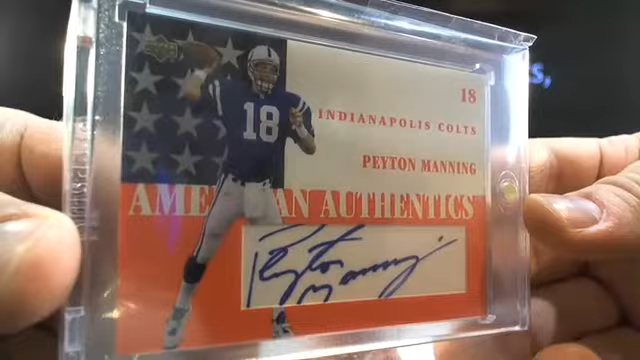 18
INDIANAPOLIS COLTS
PEYTON MANNING
18
AMERICAN AUTHENTICS
Peyton Manning